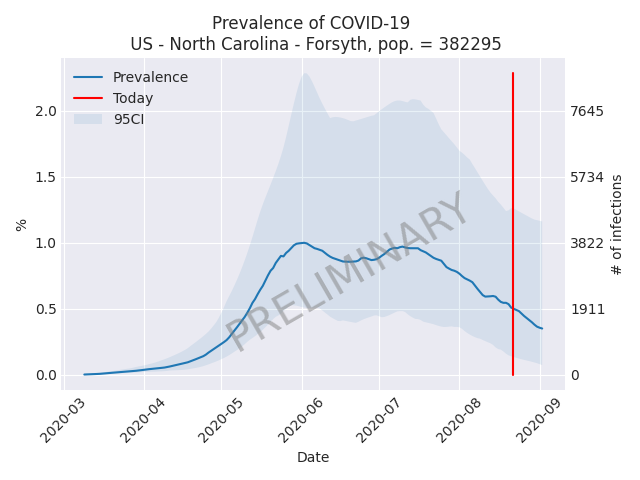 Prevalence of COVID-19
US - North Carolina - Forsyth, pop. = 382295
Prevalence
Today
95CI
2.0
1.5
1.0
0.5
0.0
%
7645
5734
3822
1911
0
# of infections
PRELIMINARY
2020-03
2020-04
2020-05
2020-06
2020-07
2020-08
2020-09
Date